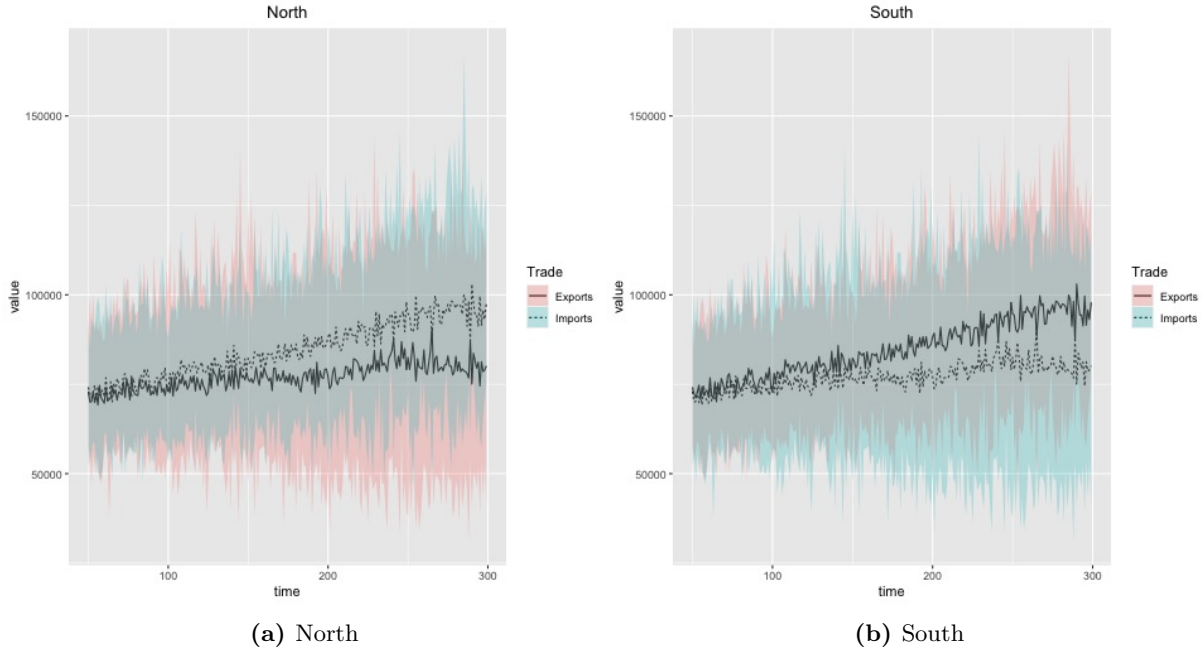 North
value
150000
100000
50000
100
200
300
time
Trade
Exports
Imports
(a) North
South
value
150000
100000
50000
100
200
300
time
Trade
Exports
Imports
(b) South